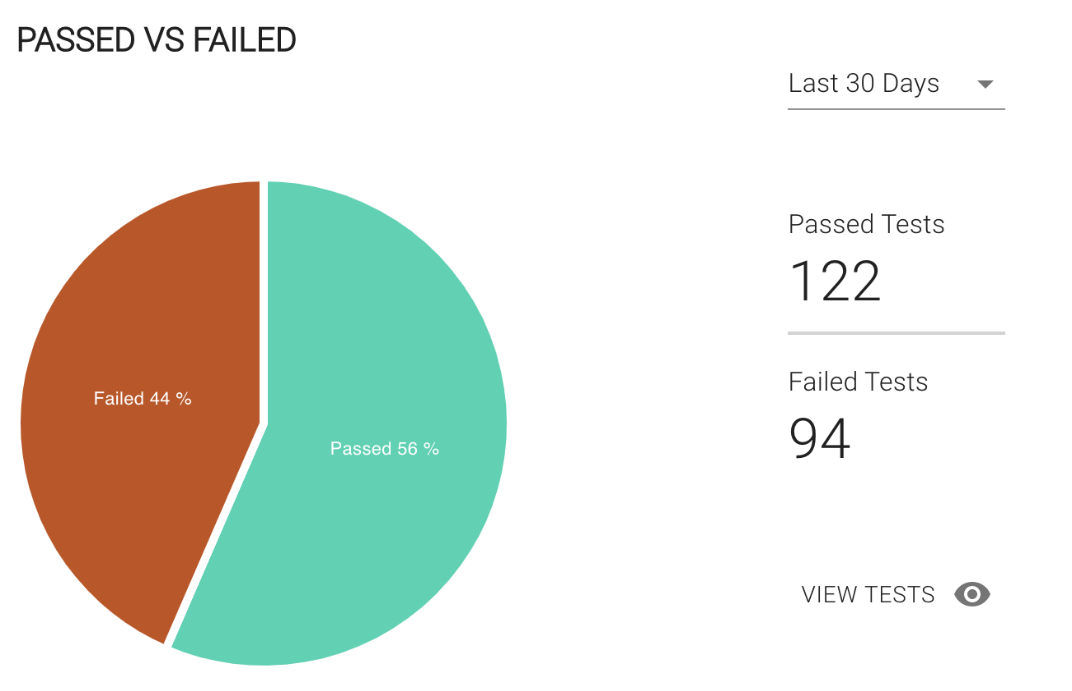 PASSED VS FAILED
Last 30 Days
Passed Tests
122
Failed Tests
94
Failed 44 %
Passed 56 %
VIEW TESTS